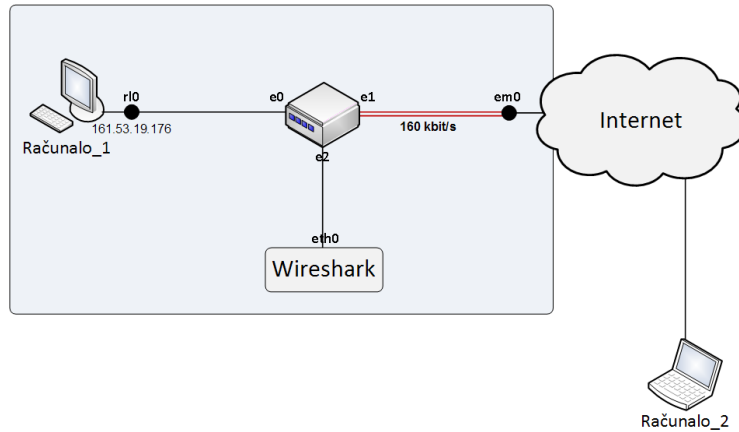 rl0
161.53.19.176
Računalo_1
e0
e1
e2
160 kbit/s
em0
Internet
eth0
Wireshark
Računalo_2